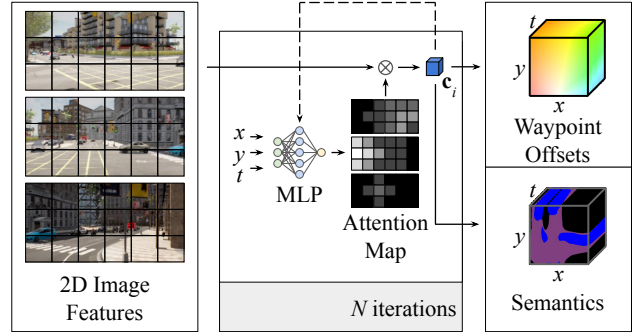 2D Image
Features
x
y
t
MLP
Attention
Map
⊗
c_i
N iterations
t
y
x
Waypoint
Offsets
t
y
x
Semantics